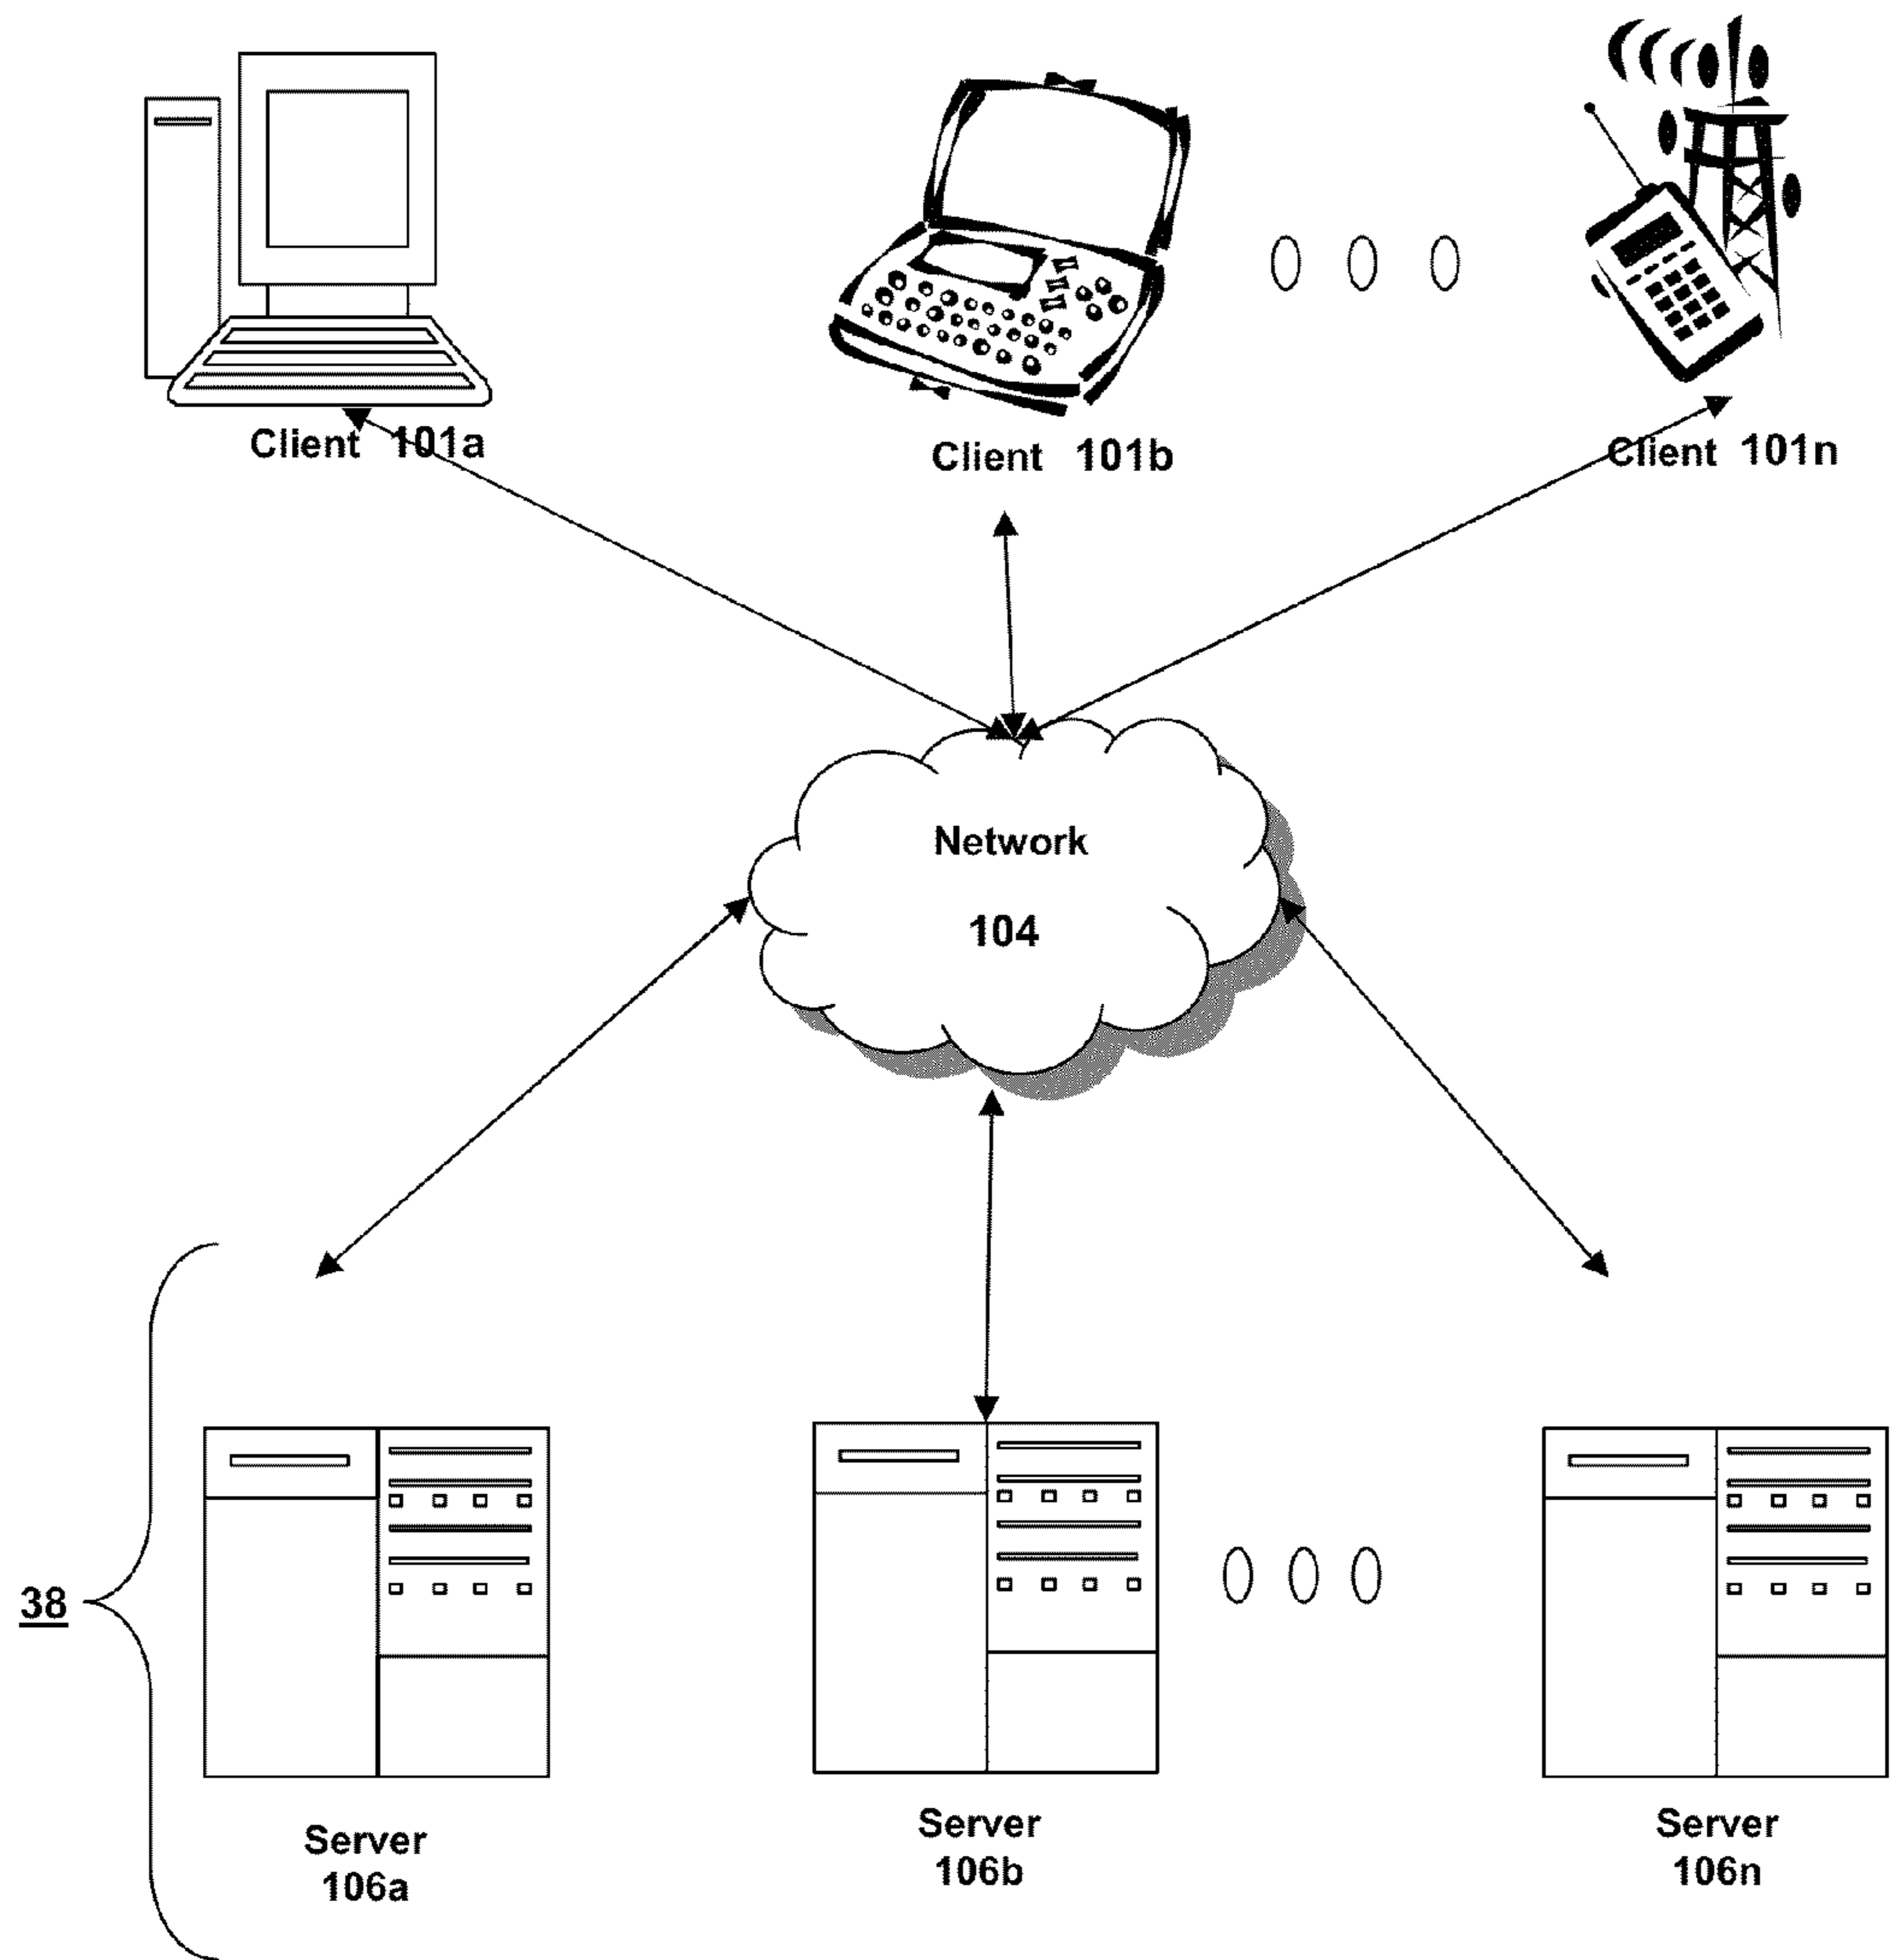 Client 101a
Client 101b
Client 101n
Network
104
38
Server
106a
Server
106b
Server
106n